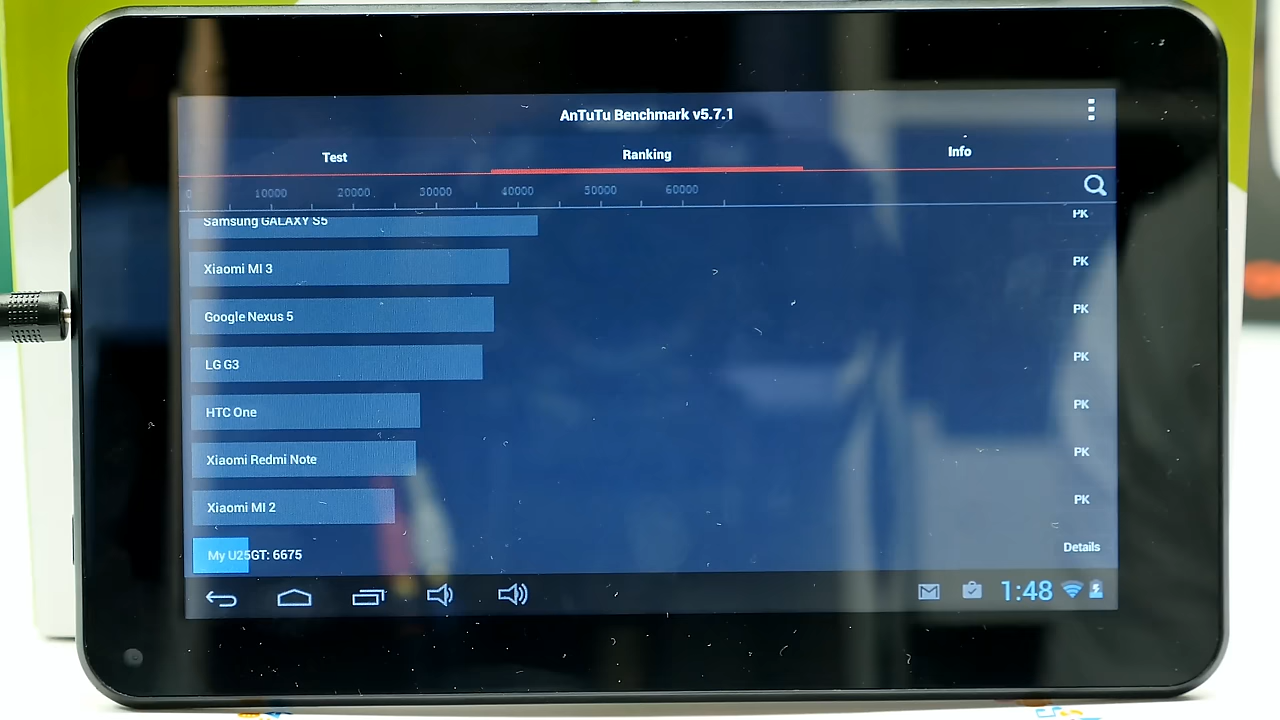 AnTuTu Benchmark v5.7.1
Test Ranking Info
0 10000 20000 30000 40000 50000 60000
Samsung GALAXY S5 PK
Xiaomi MI 3 PK
Google Nexus 5 PK
LG G3 PK
HTC One PK
Xiaomi Redmi Note PK
Xiaomi MI 2 PK
My U25GT: 6675 Details
1:48